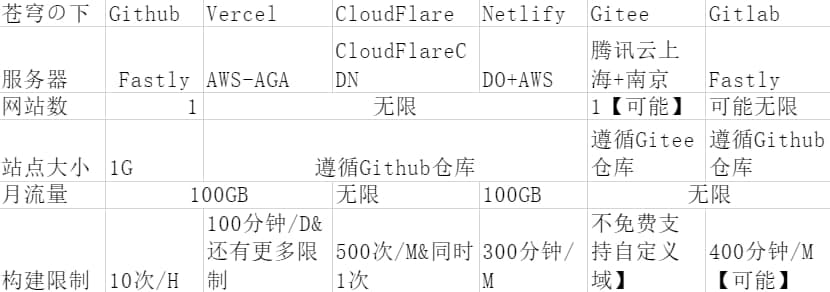 苍穹の下 Github Vercel CloudFlare Netlify Gitee Gitlab
服务器 Fastly AWS-AGA CloudFlareCDN DO+AWS 腾讯云上海+南京 Fastly
网站数 1 无限 1【可能】 可能无限
站点大小 1G 遵循Github仓库 遵循Gitee仓库 遵循Github仓库
月流量 100GB 无限 100GB 无限
构建限制 10次/H 100分钟/D&还有更多限制 500次/M&同时1次 300分钟/M 不免费支持自定义域】 400分钟/M【可能】